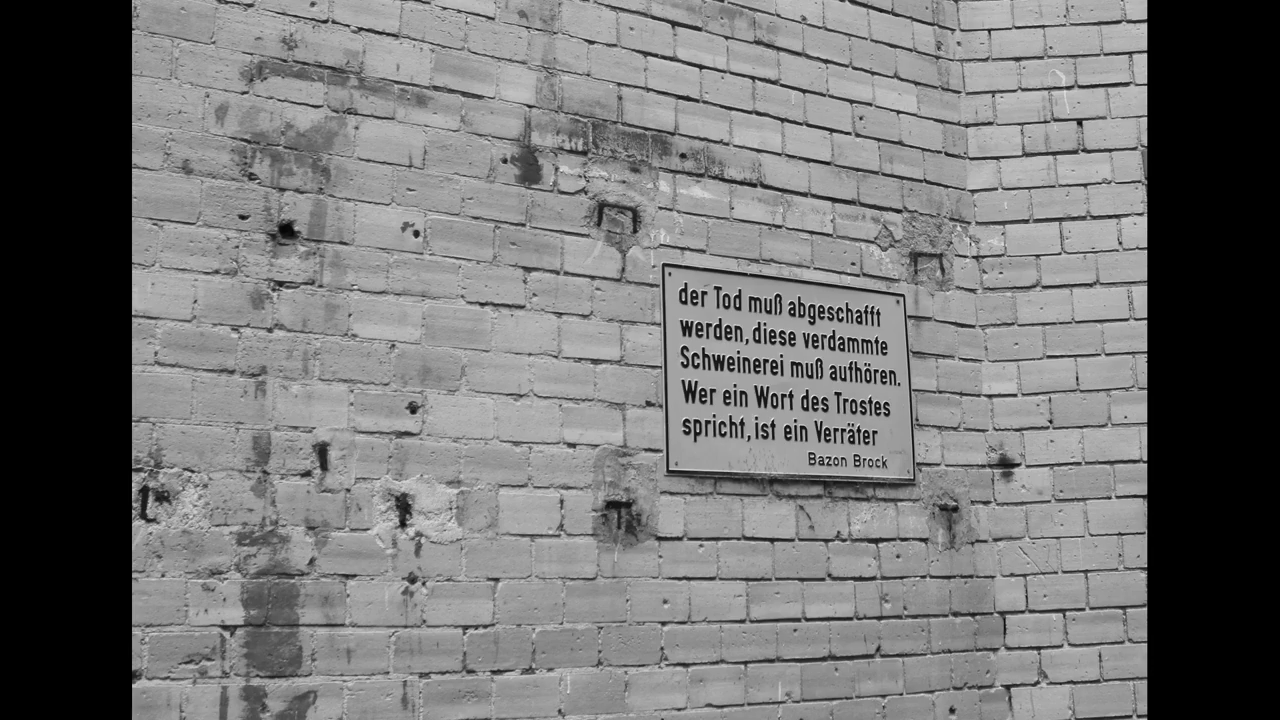 der Tod muß abgeschafft
werden, diese verdammte
Schweinerei muß aufhören.
Wer ein Wort des Trostes
spricht, ist ein Verräter
Bazon Brock